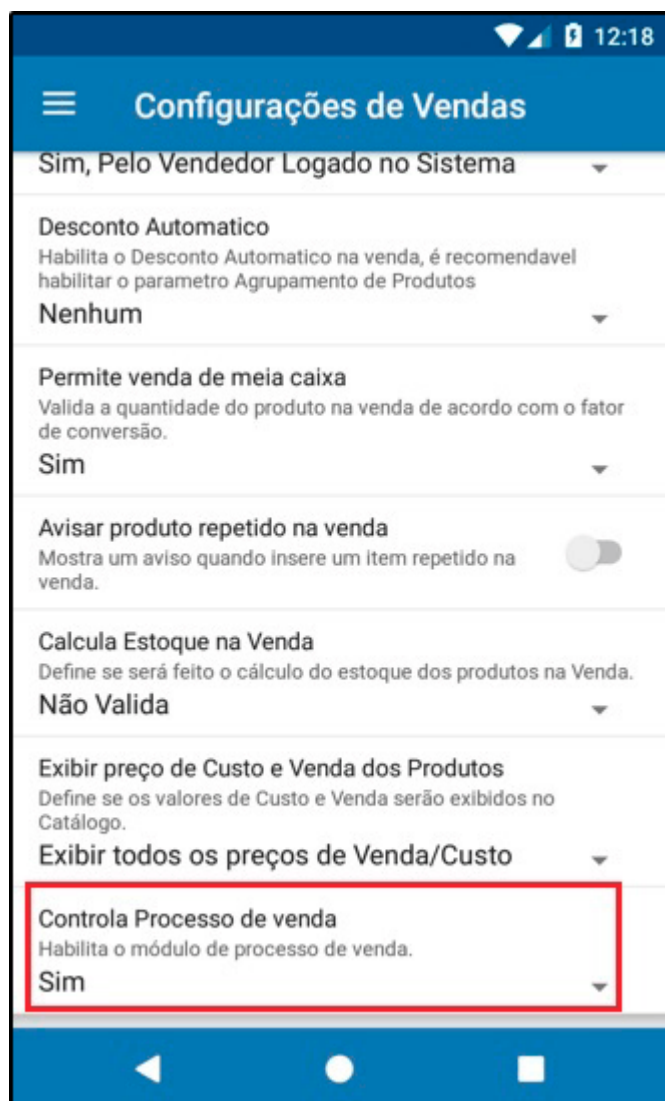 12:18
Configurações de Vendas
Sim, Pelo Vendedor Logado no Sistema
Desconto Automatico
Habilita o Desconto Automatico na venda, é recomendavel
habilitar o parametro Agrupamento de Produtos
Nenhum
Permite venda de meia caixa
Valida a quantidade do produto na venda de acordo com o fator
de conversão.
Sim
Avisar produto repetido na venda
Mostra um aviso quando insere um item repetido na
venda.
Calcula Estoque na Venda
Define se será feito o cálculo do estoque dos produtos na Venda.
Não Valida
Exibir preço de Custo e Venda dos Produtos
Define se os valores de Custo e Venda serão exibidos no
Catálogo.
Exibir todos os preços de Venda/Custo
Controla Processo de venda
Habilita o módulo de processo de venda.
Sim